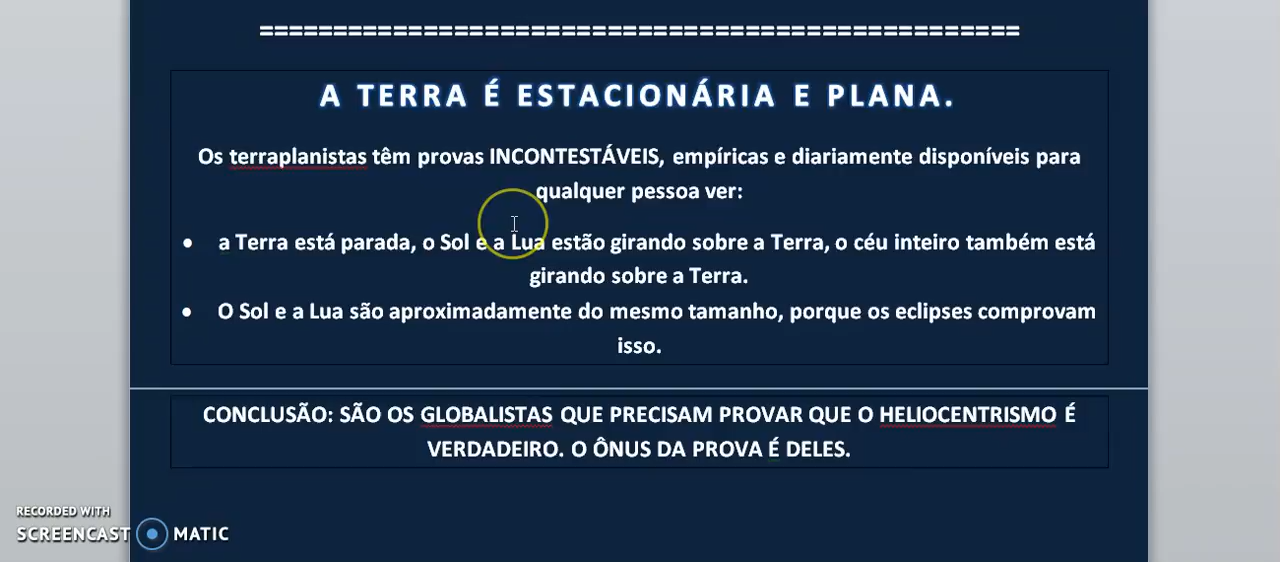 ====================================================
A TERRA É ESTACIONÁRIA E PLANA.
Os terraplanistas têm provas INCONTESTÁVEIS, empíricas e diariamente disponíveis para
qualquer pessoa ver:
• a Terra está parada, o Sol e a Lua estão girando sobre a Terra, o céu inteiro também está
girando sobre a Terra.
• O Sol e a Lua são aproximadamente do mesmo tamanho, porque os eclipses comprovam
isso.
CONCLUSÃO: SÃO OS GLOBALISTAS QUE PRECISAM PROVAR QUE O HELIOCENTRISMO É
VERDADEIRO. O ÔNUS DA PROVA É DELES.
RECORDED WITH
SCREENCAST MATIC